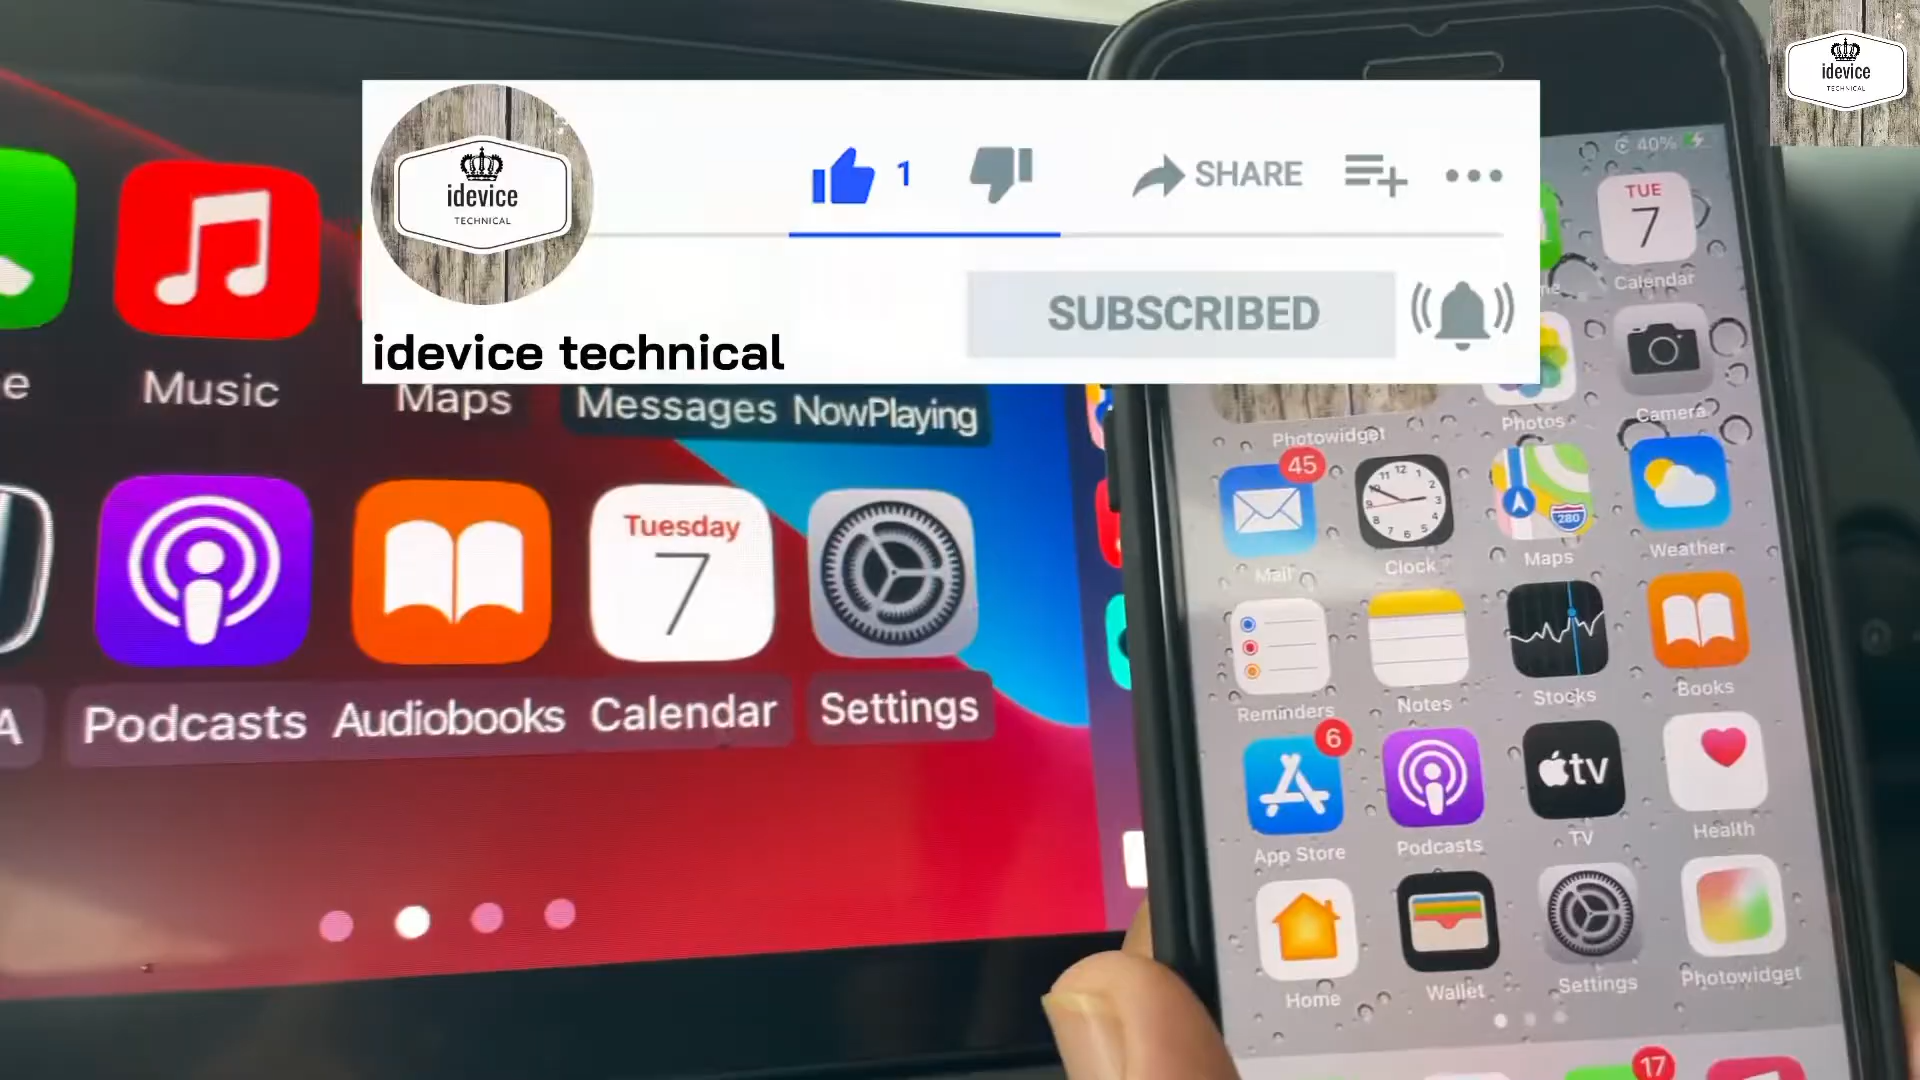 idevice
TECHNICAL
1
SHARE
SUBSCRIBED
idevice technical
idevice
TECHNICAL
e
Music
Maps
Messages
NowPlaying
A
Podcasts
Audiobooks
Tuesday
7
Calendar
Settings
40%
TUE
7
Calendar
Photowidget
Photos
Camera
45
Mail
Clock
280
Maps
Weather
Reminders
Notes
Stocks
Books
6
App Store
Podcasts
tv
TV
Health
Home
Wallet
Settings
Photowidget
17